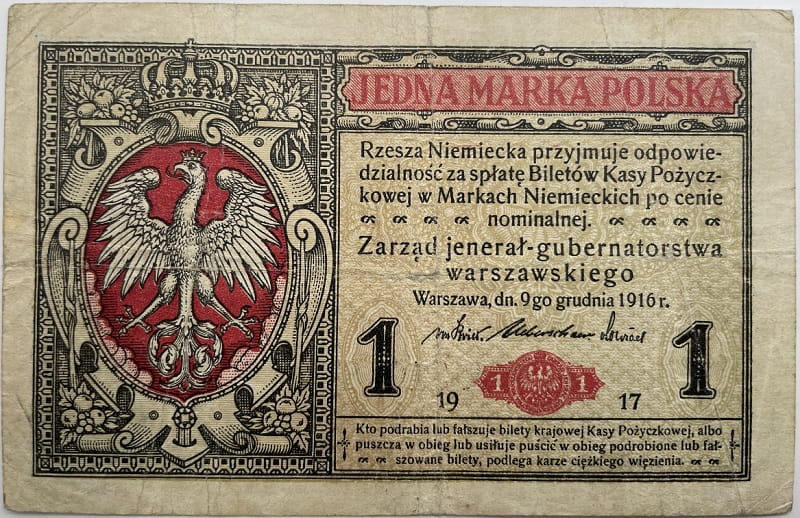 JEDNA MARKA POLSKA
Rzesza Niemiecka przyjmuje odpowie-
dzialność za spłatę Biletów Kasy Pożycz-
kowej w Markach Niemieckich po cenie
nominalnej.
Zarząd jenerał-gubernatorstwa
warszawskiego
Warszawa, dn. 9go grudnia 1916 r.
1 1
1 1
19 17
Kto podrabia lub fałszuje bilety krajowej Kasy Pożyczkowej, albo
puszcza w obieg lub usiłuje puścić w obieg podrobione lub fał-
szowane bilety, podlega karze ciężkiego więzienia.